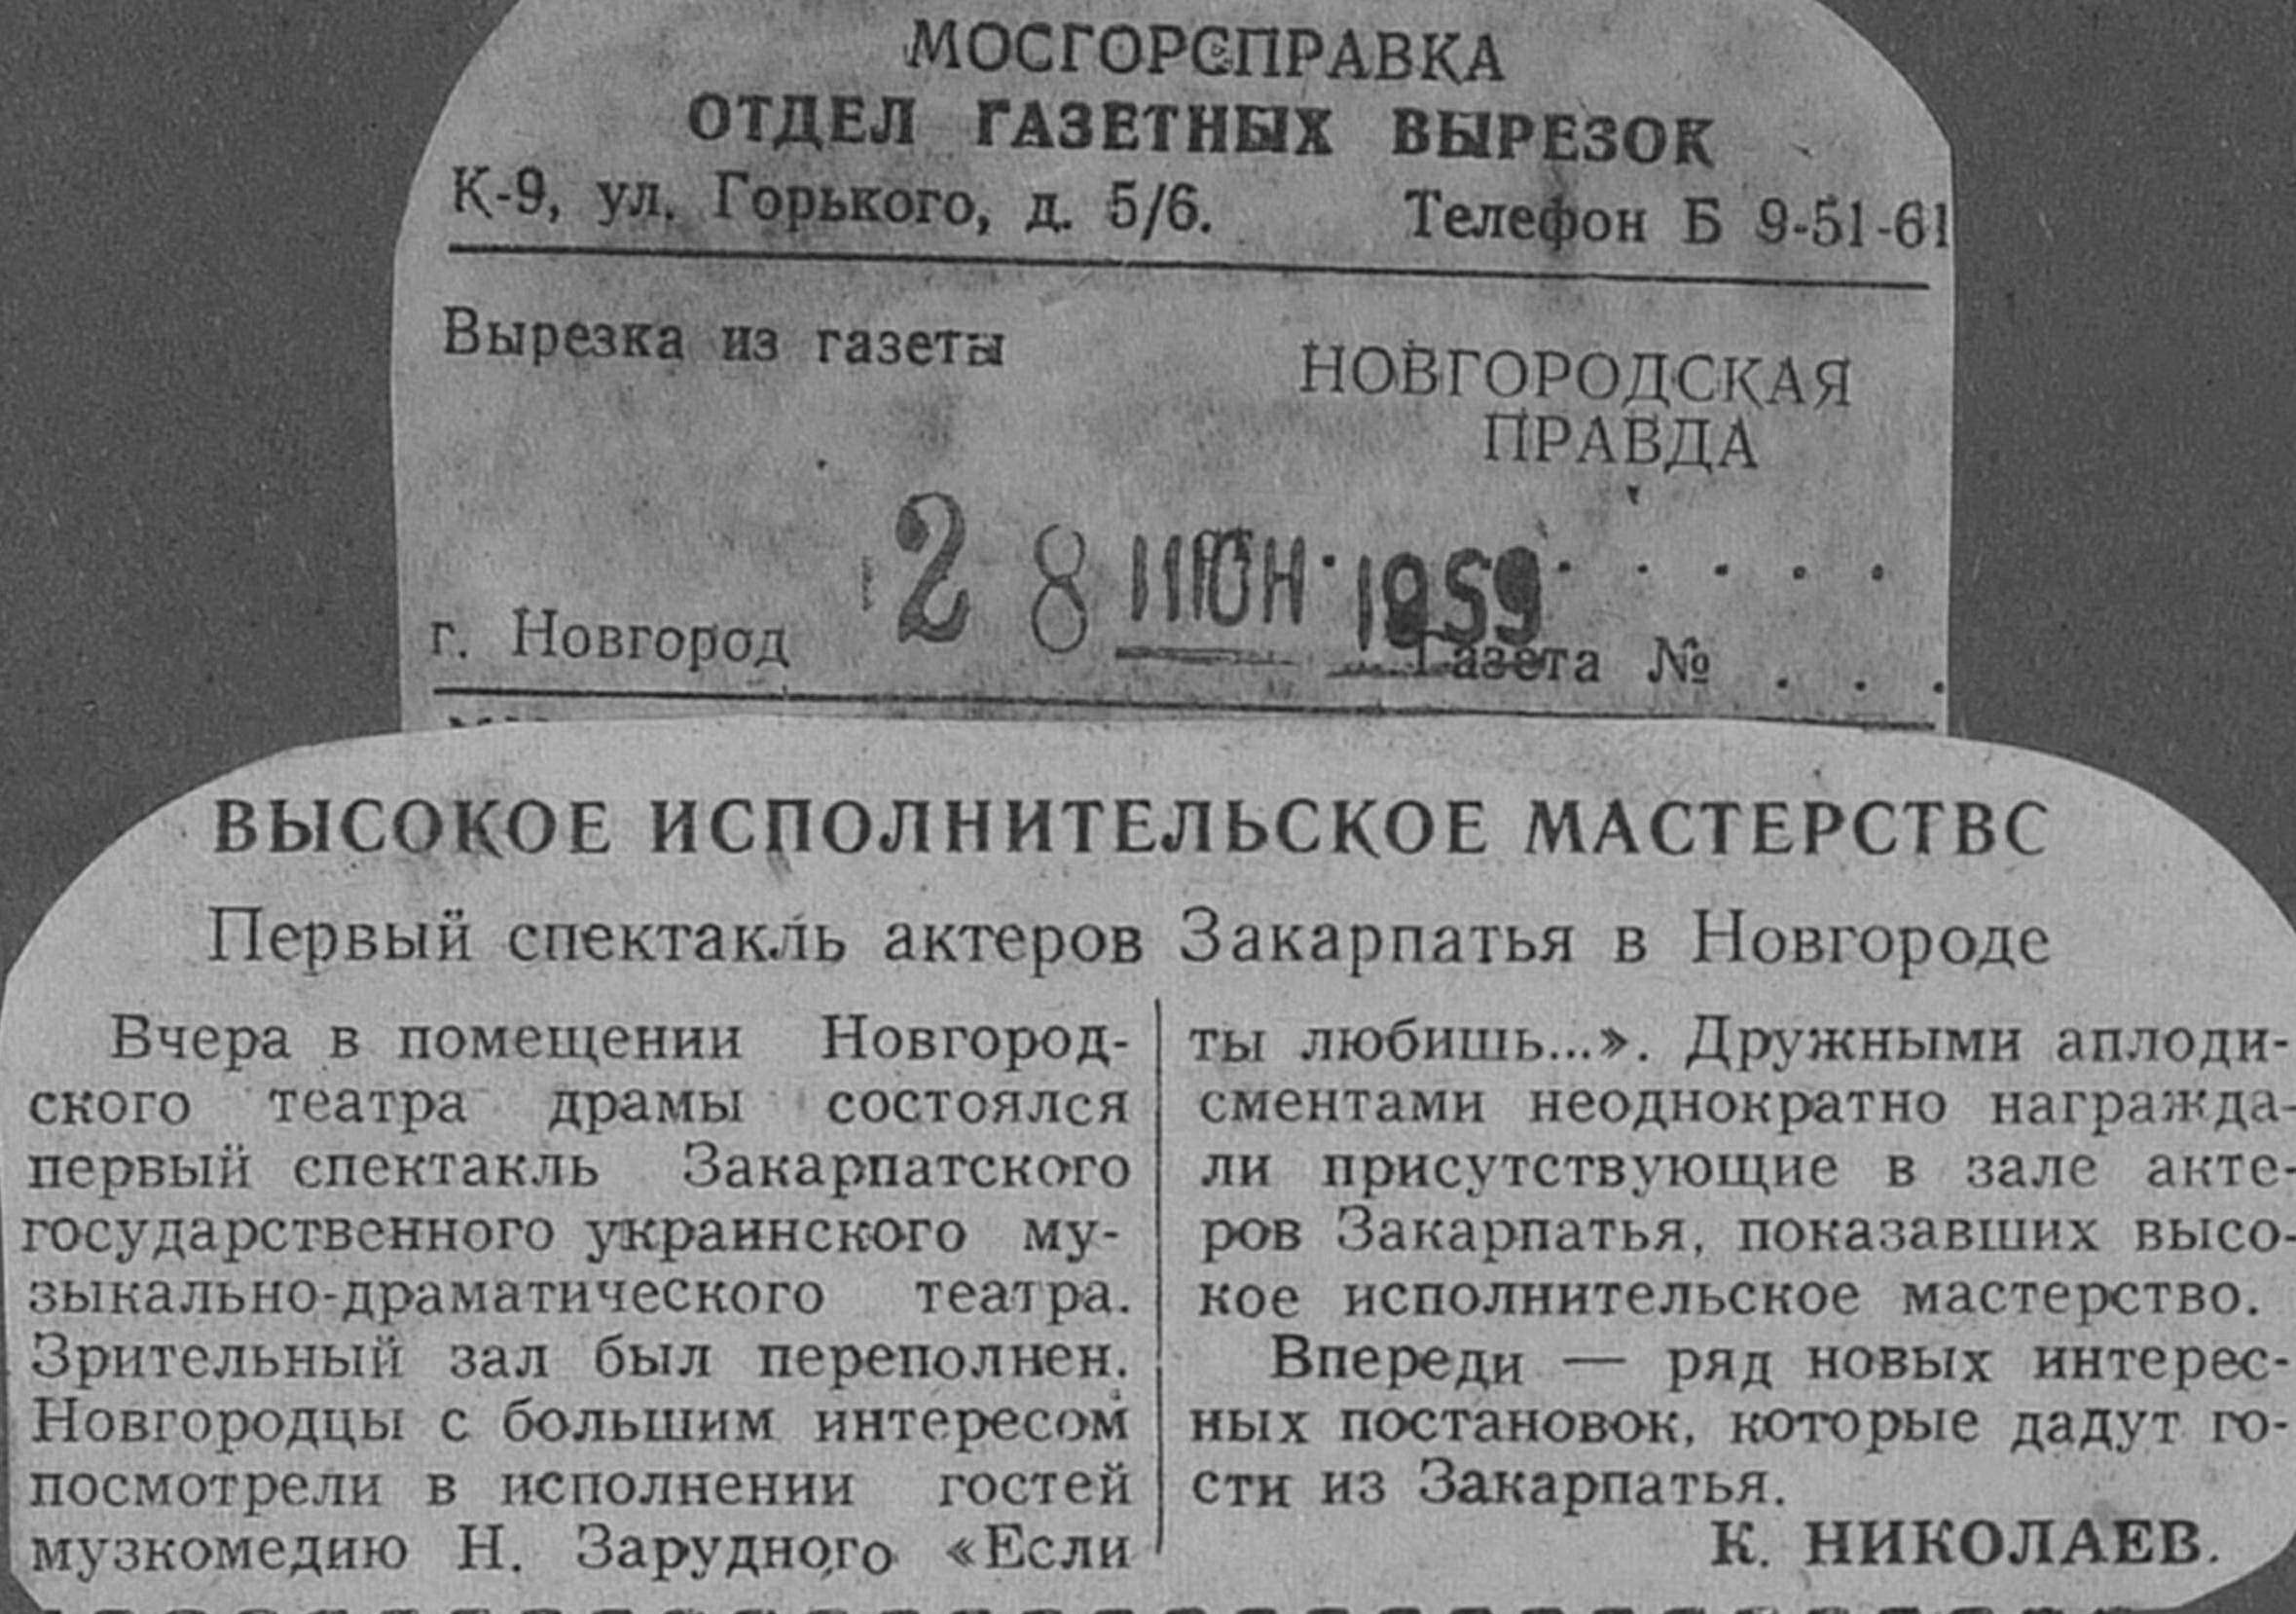 МОСГОРСПРАВКА
ОТДЕЛ ГАЗЕТНЫХ ВЫРЕЗОК
К-9, ул. Горького, д. 5/6. Телефон Б 9-51-61
Вырезка из газеты
НОВГОРОДСКАЯ
ПРАВДА
28 ИЮН 1959 . . . . .
г. Новгород Газета № . . .
ВЫСОКОЕ ИСПОЛНИТЕЛЬСКОЕ МАСТЕРСТВС
Первый спектакль актеров Закарпатья в Новгороде
Вчера в помещении Новгород-
ского театра драмы состоялся
первый спектакль Закарпатского
государственного украинского му-
зыкально-драматического театра.
Зрительный зал был переполнен.
Новгородцы с большим интересом
посмотрели в исполнении гостей
музкомедию Н. Зарудного «Если
ты любишь...». Дружными аплоди-
сментами неоднократно награжда-
ли присутствующие в зале акте-
ров Закарпатья, показавших высо-
кое исполнительское мастерство.
Впереди — ряд новых интерес-
ных постановок, которые дадут го-
сти из Закарпатья.
К. НИКОЛАЕВ.